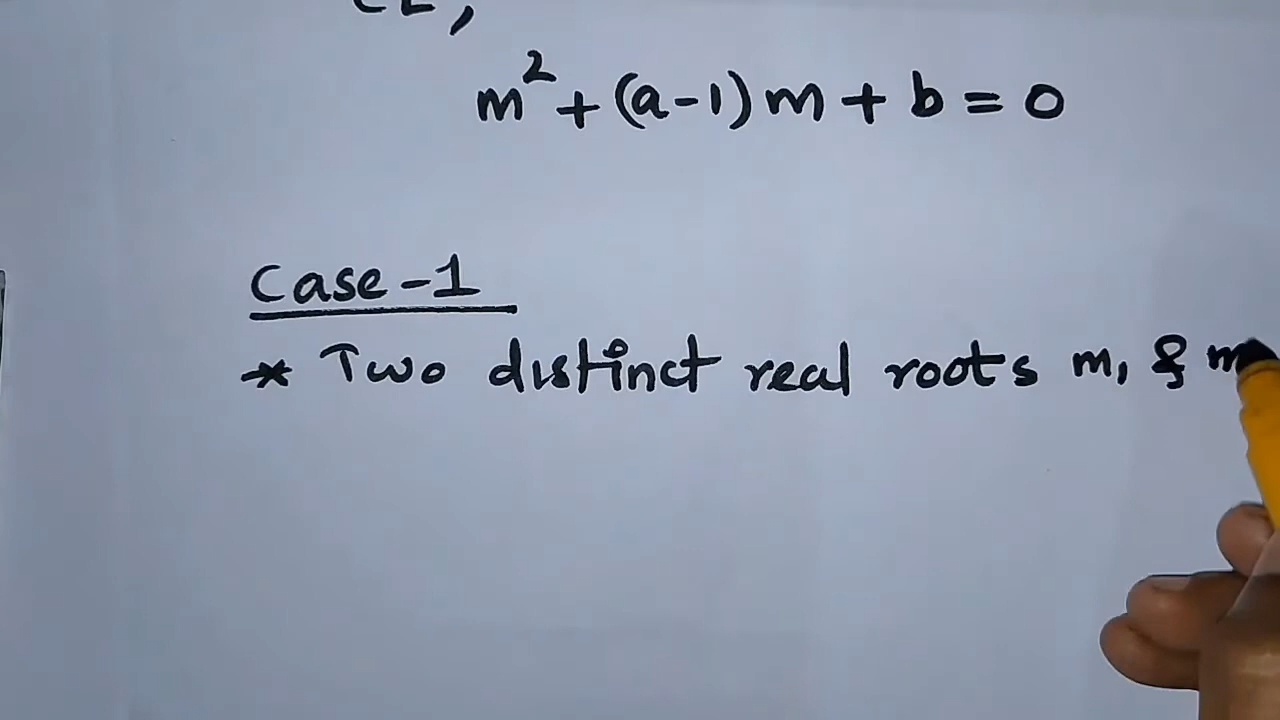 m² + (a-1)m + b = 0
Case-1
* Two distinct real roots m₁ & m